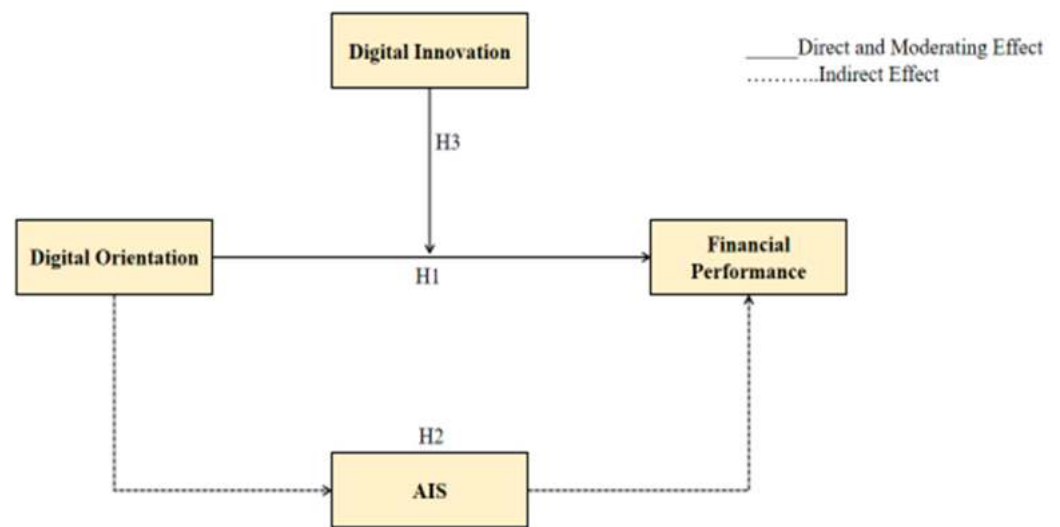 Digital Innovation
_____Direct and Moderating Effect
………..Indirect Effect
H3
Digital Orientation
Financial
Performance
H1
H2
AIS